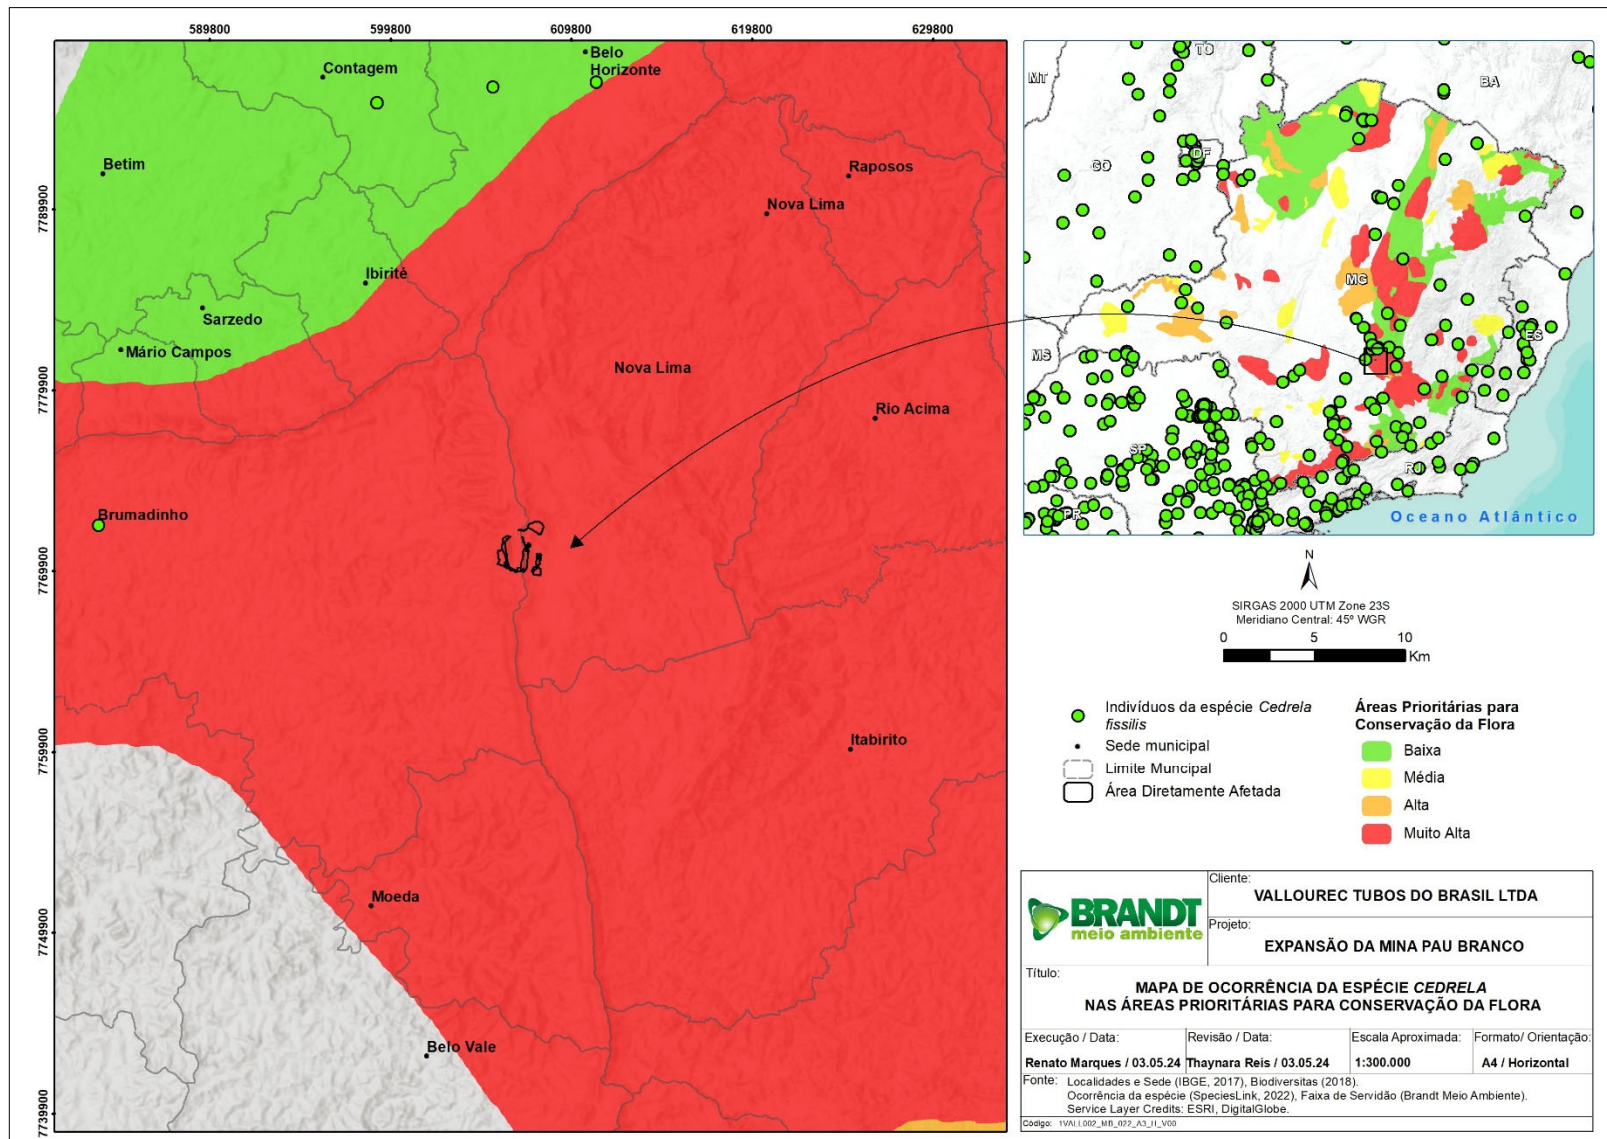 589800
599800
609800
619800
629800
7789900
7779900
7769900
7759900
7749900
7739900
Contagem
Belo
Horizonte
Betim
Raposos
Nova Lima
Ibirité
Sarzedo
Mário Campos
Nova Lima
Rio Acima
Brumadinho
Itabirito
Moeda
Belo Vale
TO
MT
BA
GO
DF
MG
MS
ES
SP
RJ
PR
Oceano Atlântico
N
SIRGAS 2000 UTM Zone 23S
Meridiano Central: 45º WGR
0 5 10
Km
Indivíduos da espécie Cedrela
fissilis
Sede municipal
Limite Muncipal
Área Diretamente Afetada
Áreas Prioritárias para
Conservação da Flora
Baixa
Média
Alta
Muito Alta
BRANDT
meio ambiente
Cliente:
VALLOUREC TUBOS DO BRASIL LTDA
Projeto:
EXPANSÃO DA MINA PAU BRANCO
Título:
MAPA DE OCORRÊNCIA DA ESPÉCIE CEDRELA
NAS ÁREAS PRIORITÁRIAS PARA CONSERVAÇÃO DA FLORA
Execução / Data:
Renato Marques / 03.05.24
Revisão / Data:
Thaynara Reis / 03.05.24
Escala Aproximada:
1:300.000
Formato/ Orientação:
A4 / Horizontal
Fonte: Localidades e Sede (IBGE, 2017), Biodiversitas (2018).
Ocorrência da espécie (SpeciesLink, 2022), Faixa de Servidão (Brandt Meio Ambiente).
Service Layer Credits: ESRI, DigitalGlobe.
Código: 1VALL002_MB_022_A3_H_V00